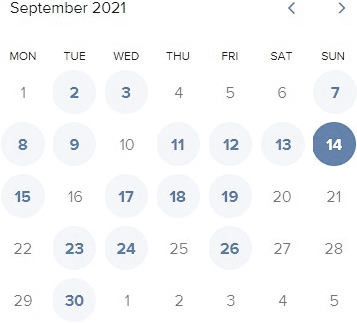 September 2021
MON TUE WED THU FRI SAT SUN
1 2 3 4 5 6 7
8 9 10 11 12 13 14
15 16 17 18 19 20 21
22 23 24 25 26 27 28
29 30 1 2 3 4 5